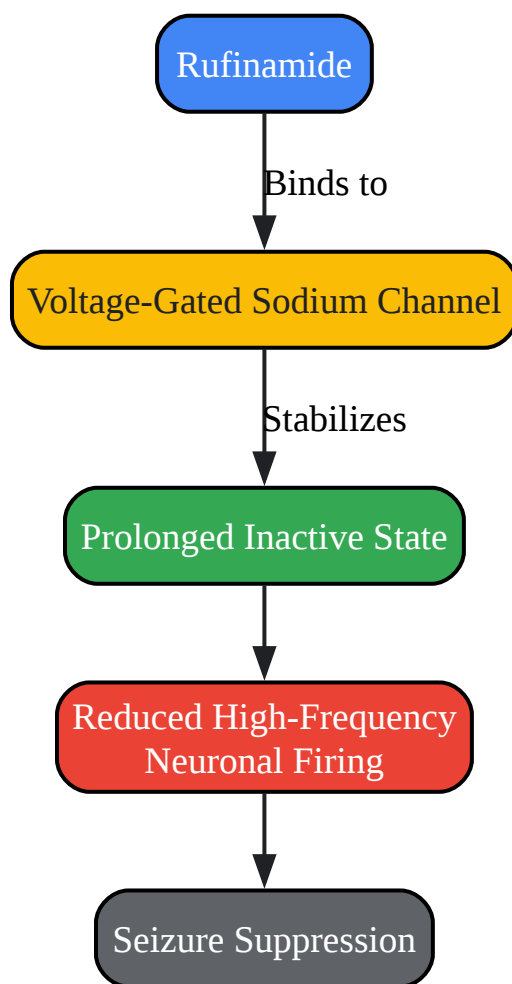 Rufinamide
Binds to
Voltage-Gated Sodium Channel
Stabilizes
Prolonged Inactive State
Reduced High-Frequency
Neuronal Firing
Seizure Suppression